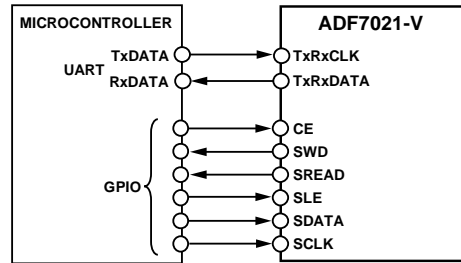 MICROCONTROLLER
ADF7021-V
UART
TxDATA
TxRxCLK
RxDATA
TxRxDATA
GPIO
CE
SWD
SREAD
SLE
SDATA
SCLK